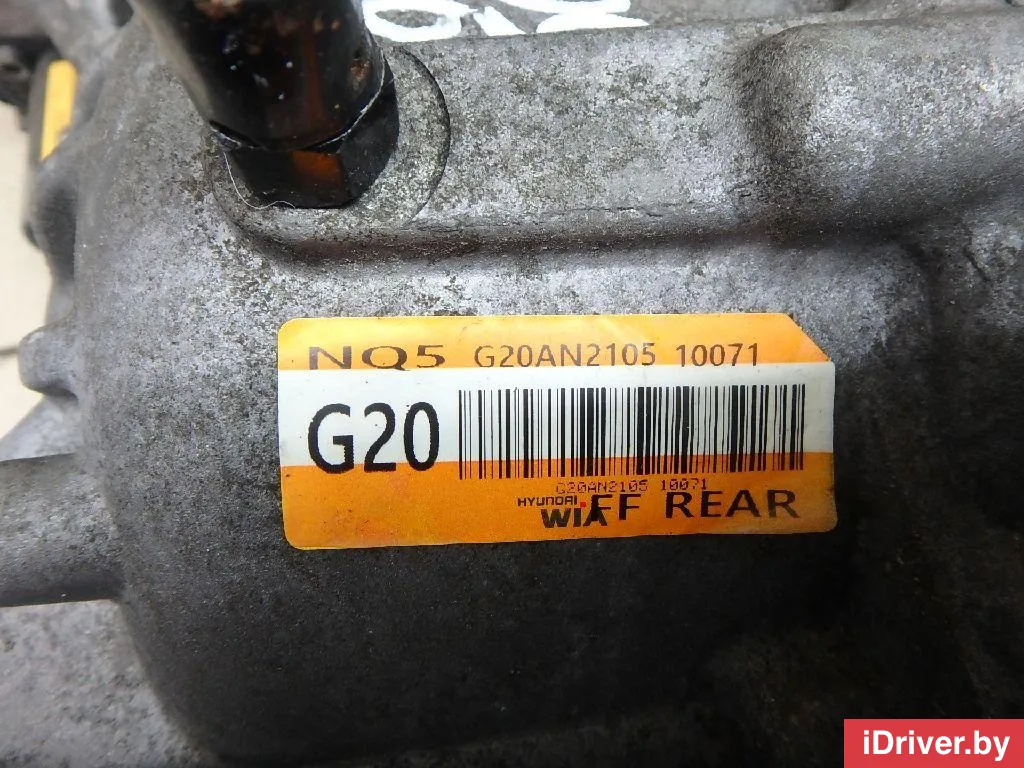 NQ5 G20AN2105 10071
G20
G20AN2105 10071
HYUNDAI
WIA FF REAR
iDriver.by